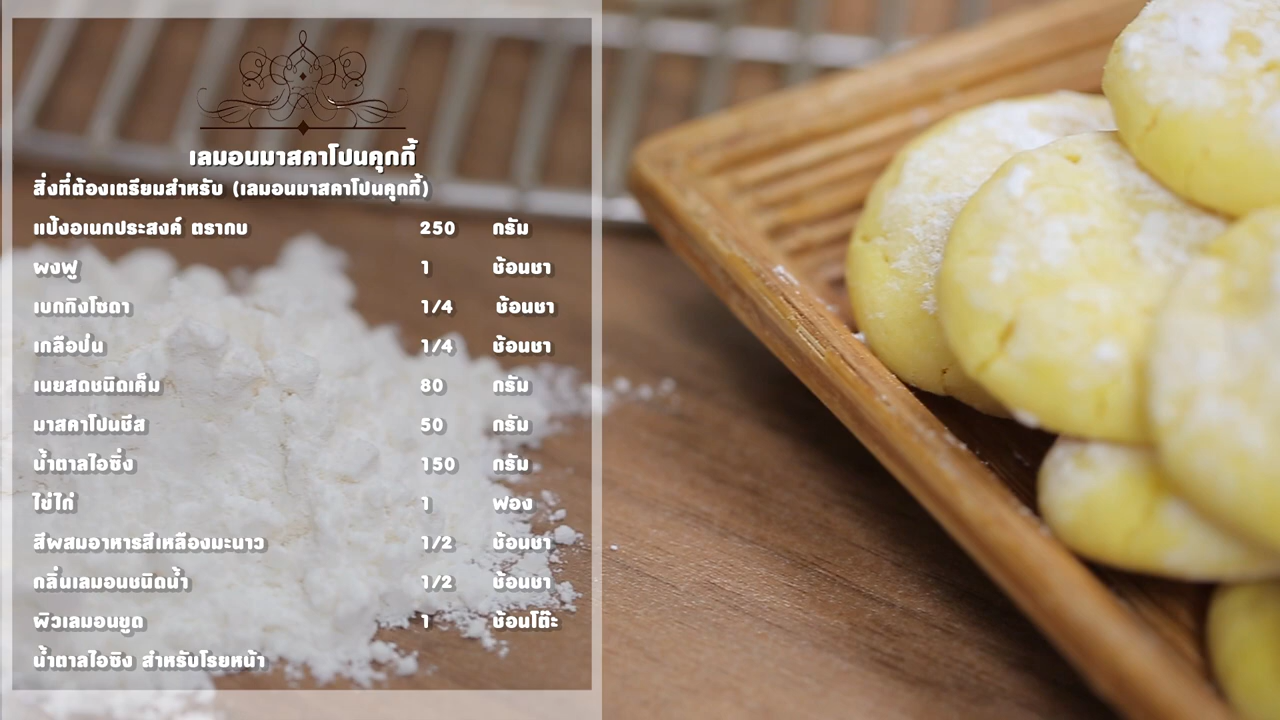 เลมอนมาสคาโปนคุกกี้
สิ่งที่ต้องเตรียมสำหรับ (เลมอนมาสคาโปนคุกกี้)
แป้งอเนกประสงค์ ตรากบ 250 กรัม
ผงฟู 1 ช้อนชา
เบกกิงโซดา 1/4 ช้อนชา
เกลือป่น 1/4 ช้อนชา
เนยสดชนิดเค็ม 80 กรัม
มาสคาโปนชีส 50 กรัม
น้ำตาลไอซิ่ง 150 กรัม
ไข่ไก่ 1 ฟอง
สีผสมอาหารสีเหลืองมะนาว 1/2 ช้อนชา
กลิ่นเลมอนชนิดน้ำ 1/2 ช้อนชา
ผิวเลมอนขูด 1 ช้อนโต๊ะ
น้ำตาลไอซิง สำหรับโรยหน้า